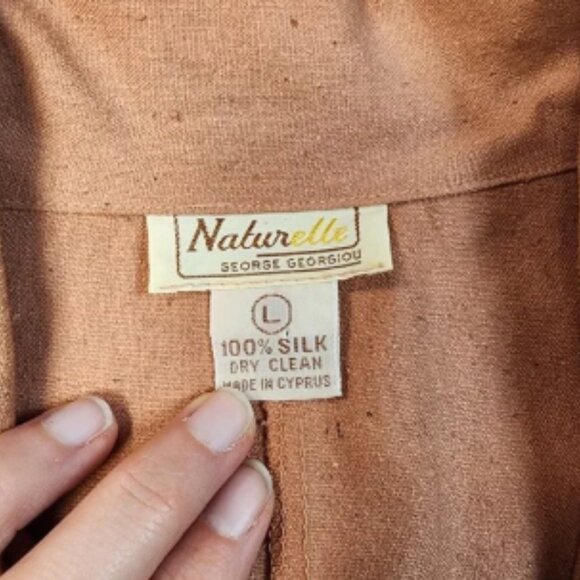 Naturelle
GEORGE GEORGIOU
L
100% SILK
DRY CLEAN
MADE IN CYPRUS